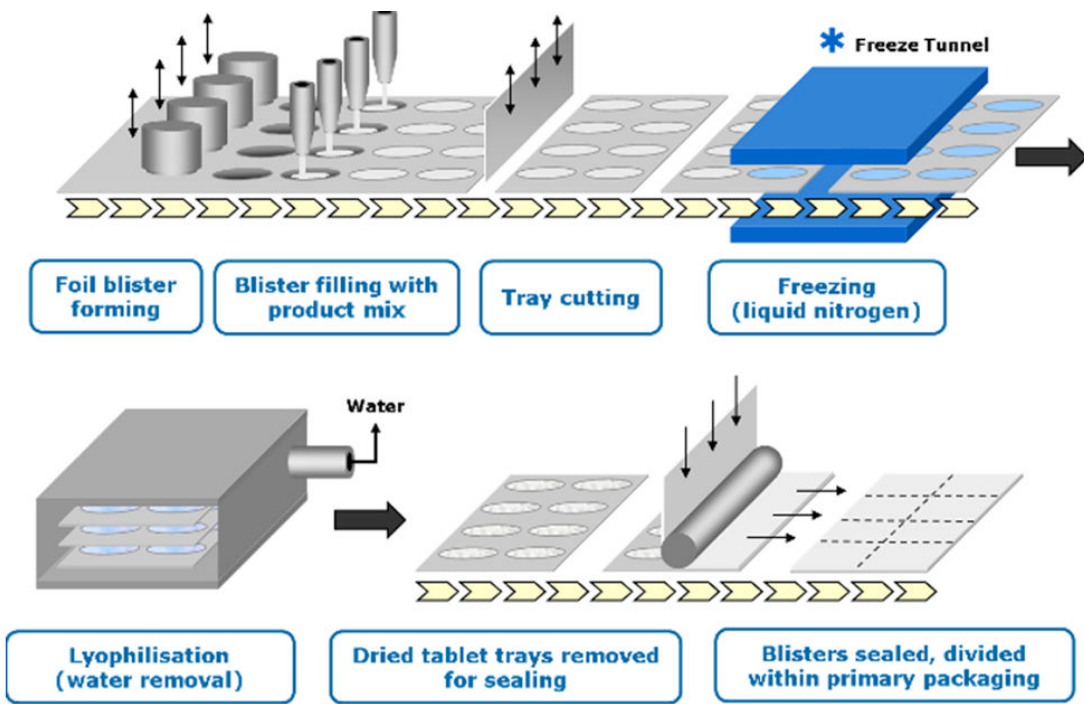 Freeze Tunnel
Foil blister
forming
Blister filling with
product mix
Tray cutting
Freezing
(liquid nitrogen)
Water
Lyophilisation
(water removal)
Dried tablet trays removed
for sealing
Blisters sealed, divided
within primary packaging